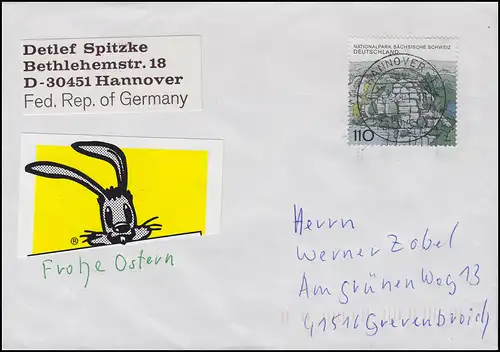 Detlef Spitzke
Bethlehemstr. 18
D-30451 Hannover
Fed. Rep. of Germany
NATIONALPARK SÄCHSISCHE SCHWEIZ
DEUTSCHLAND
HANNOVER
110
®
Frohe Ostern
Herrn
Werner Zobel
Am grünen Weg 13
41516 Grevenbroich